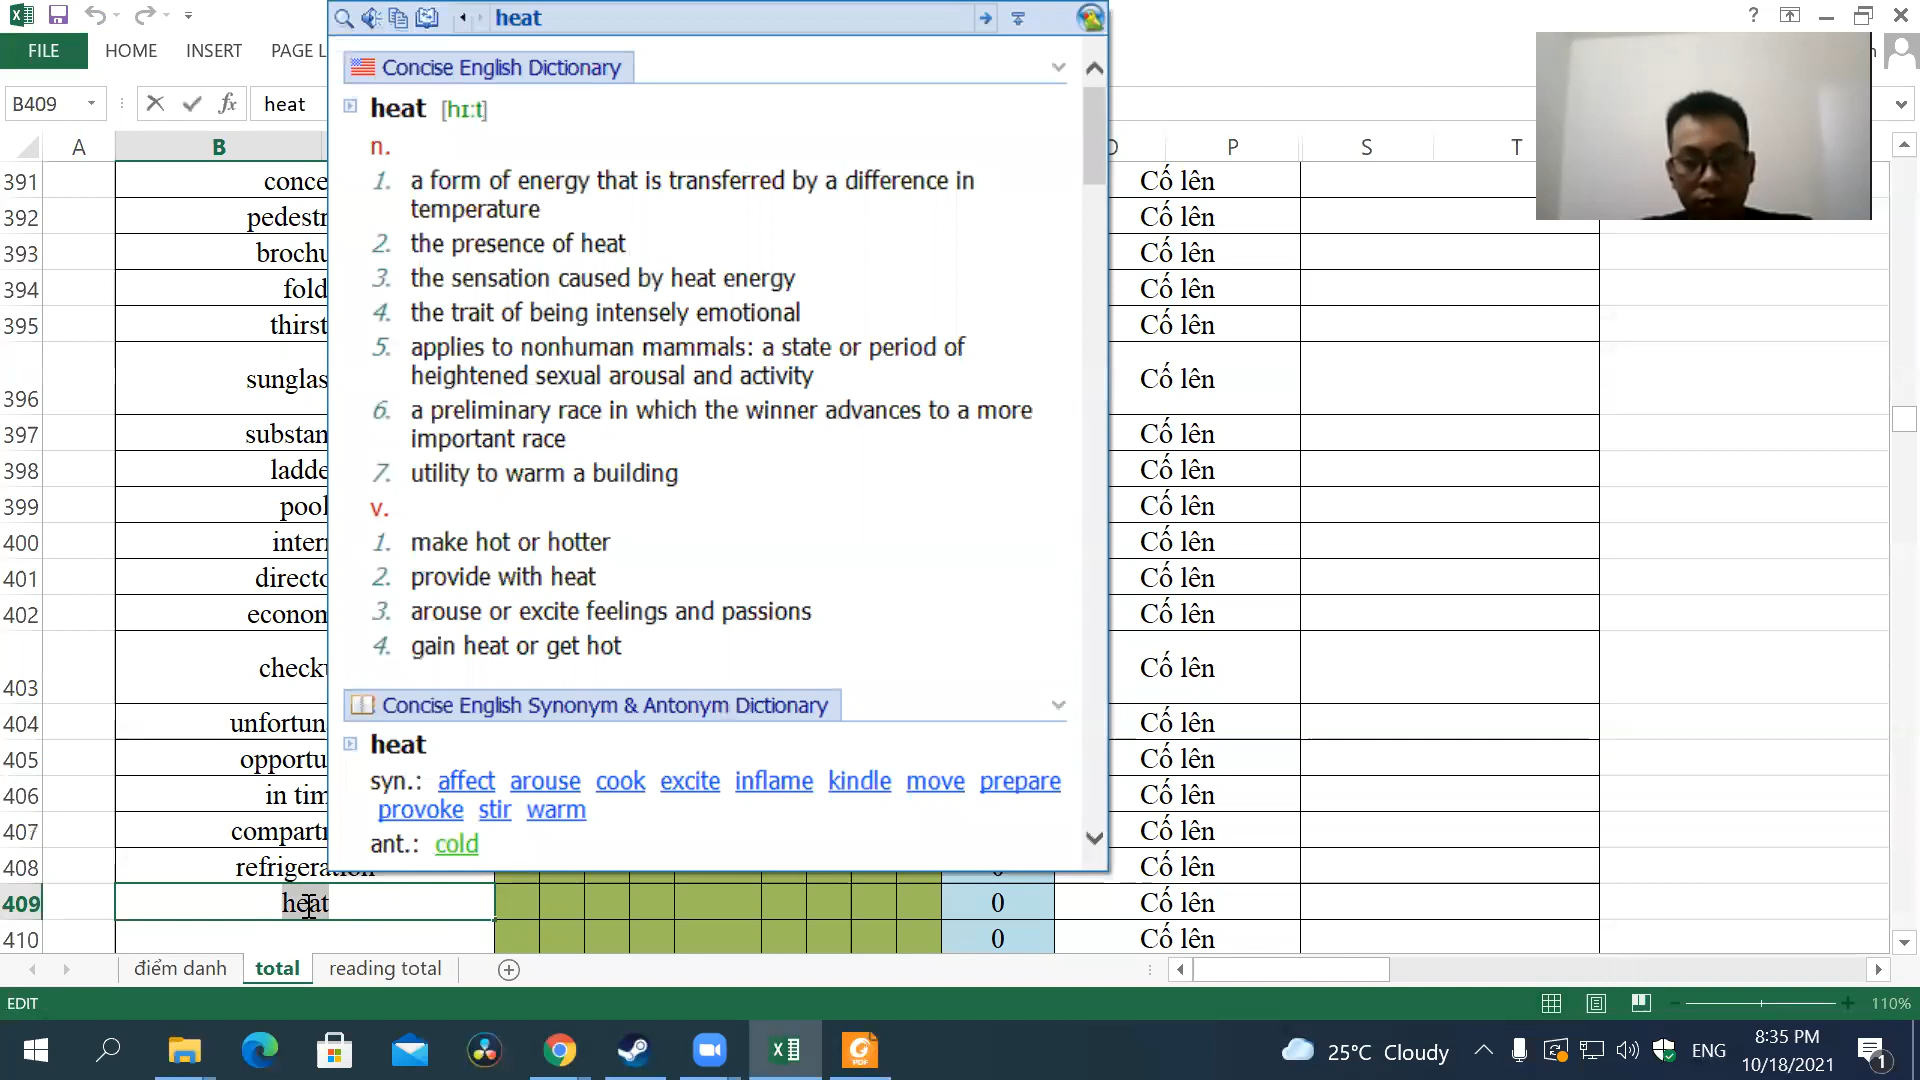 heat
FILE HOME INSERT PAGE L
B409 heat
A B P S T
Concise English Dictionary
heat [hɪ:t]
n.
1. a form of energy that is transferred by a difference in
temperature
2. the presence of heat
3. the sensation caused by heat energy
4. the trait of being intensely emotional
5. applies to nonhuman mammals: a state or period of
heightened sexual arousal and activity
6. a preliminary race in which the winner advances to a more
important race
7. utility to warm a building
v.
1. make hot or hotter
2. provide with heat
3. arouse or excite feelings and passions
4. gain heat or get hot
Concise English Synonym & Antonym Dictionary
heat
syn.: affect arouse cook excite inflame kindle move prepare
provoke stir warm
ant.: cold
391 conce Cố lên
392 pedestr Cố lên
393 brochu Cố lên
394 fold Cố lên
395 thirst Cố lên
396 sunglas Cố lên
397 substan Cố lên
398 ladde Cố lên
399 pool Cố lên
400 intern Cố lên
401 directo Cố lên
402 econom Cố lên
403 checku Cố lên
404 unfortun Cố lên
405 opportu Cố lên
406 in tim Cố lên
407 compartm Cố lên
408 refrigeration 0 Cố lên
409 heat 0 Cố lên
410 0 Cố lên
điểm danh total reading total
EDIT 110%
25°C Cloudy ENG 8:35 PM
10/18/2021 1